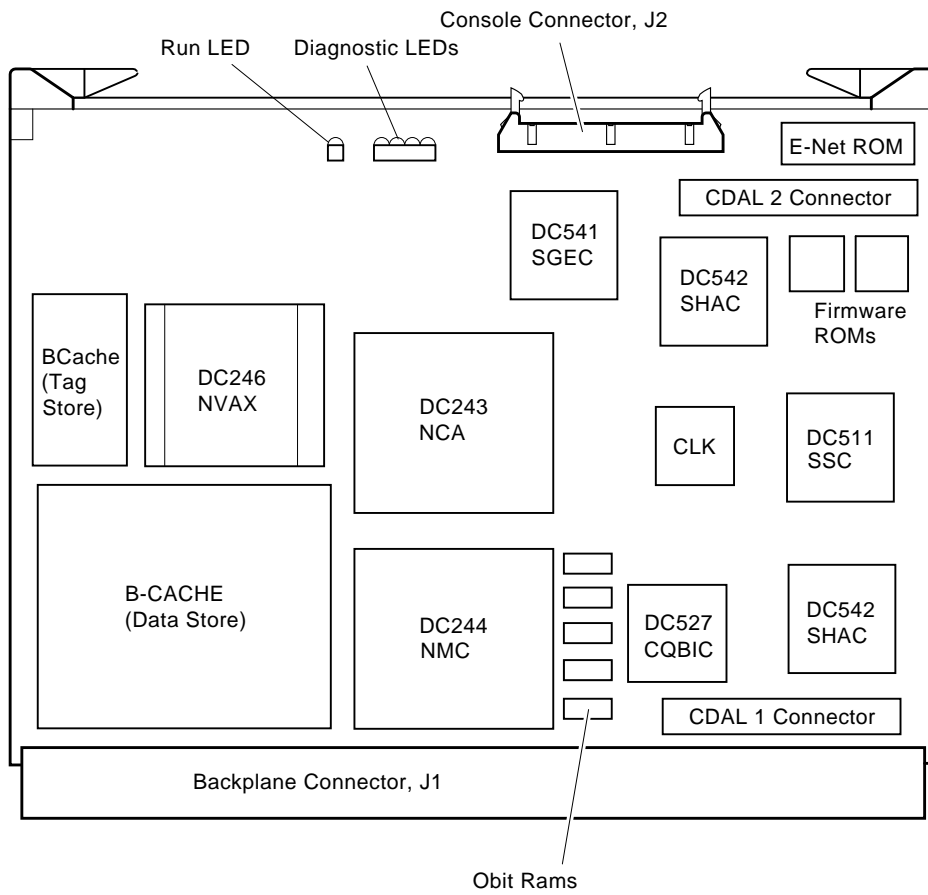 Console Connector, J2
Run LED
Diagnostic LEDs
E-Net ROM
CDAL 2 Connector
DC541
SGEC
DC542
SHAC
Firmware
ROMs
BCache
(Tag
Store)
DC246
NVAX
DC243
NCA
CLK
DC511
SSC
B-CACHE
(Data Store)
DC244
NMC
DC527
CQBIC
DC542
SHAC
CDAL 1 Connector
Backplane Connector, J1
Obit Rams